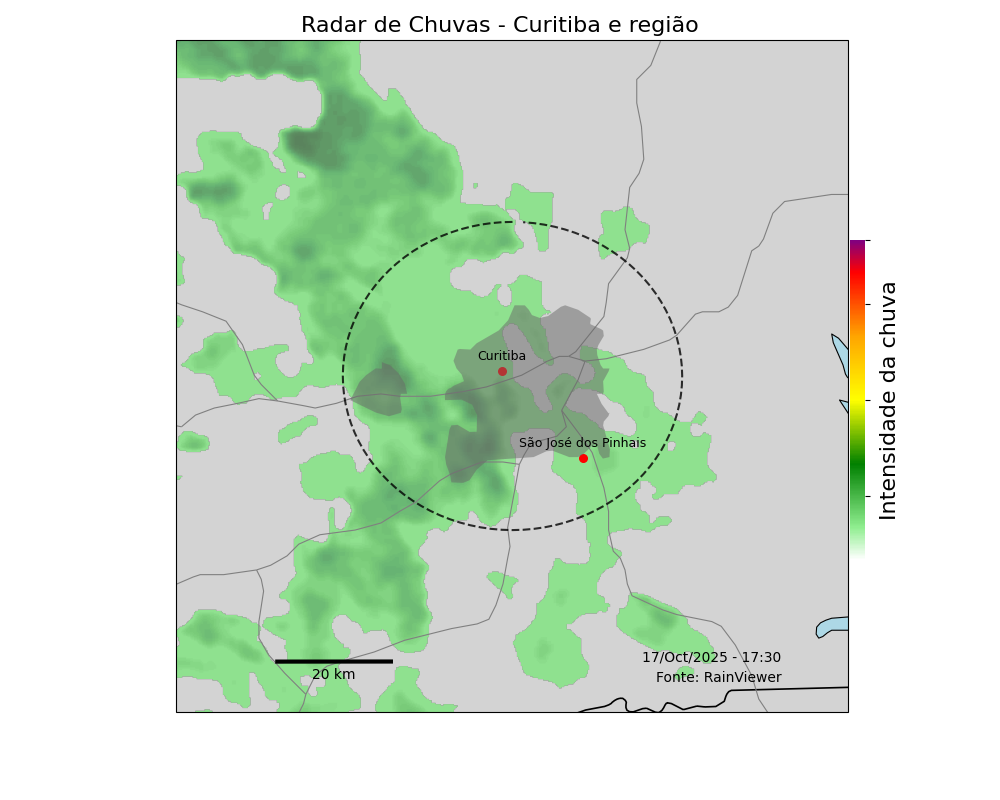 Radar de Chuvas - Curitiba e região
Curitiba
São José dos Pinhais
Intensidade da chuva
17/Oct/2025 - 17:30
Fonte: RainViewer
20 km